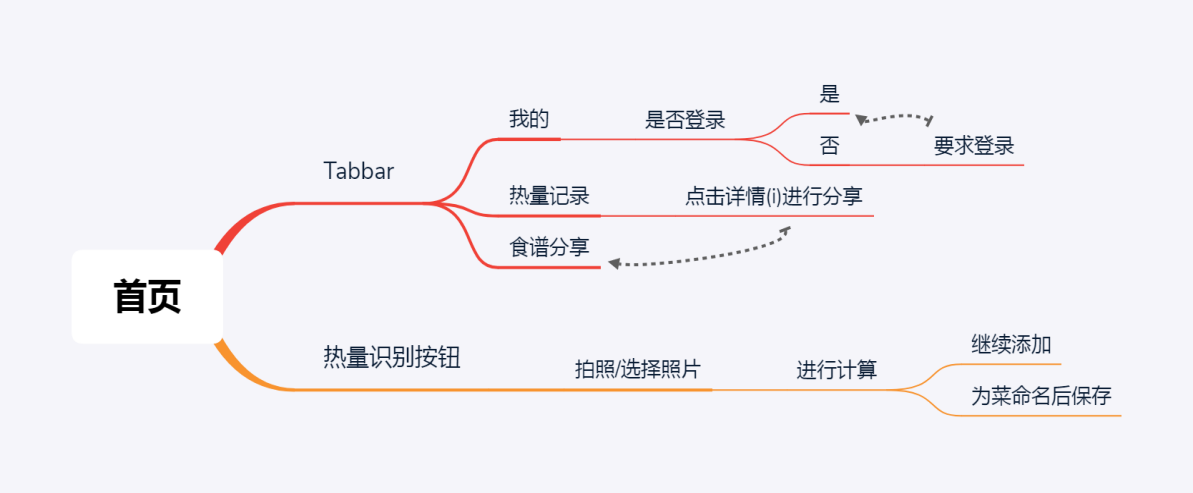 首页
Tabbar
我的
是否登录
是
否
要求登录
热量记录
点击详情(i)进行分享
食谱分享
热量识别按钮
拍照/选择照片
进行计算
继续添加
为菜命名后保存